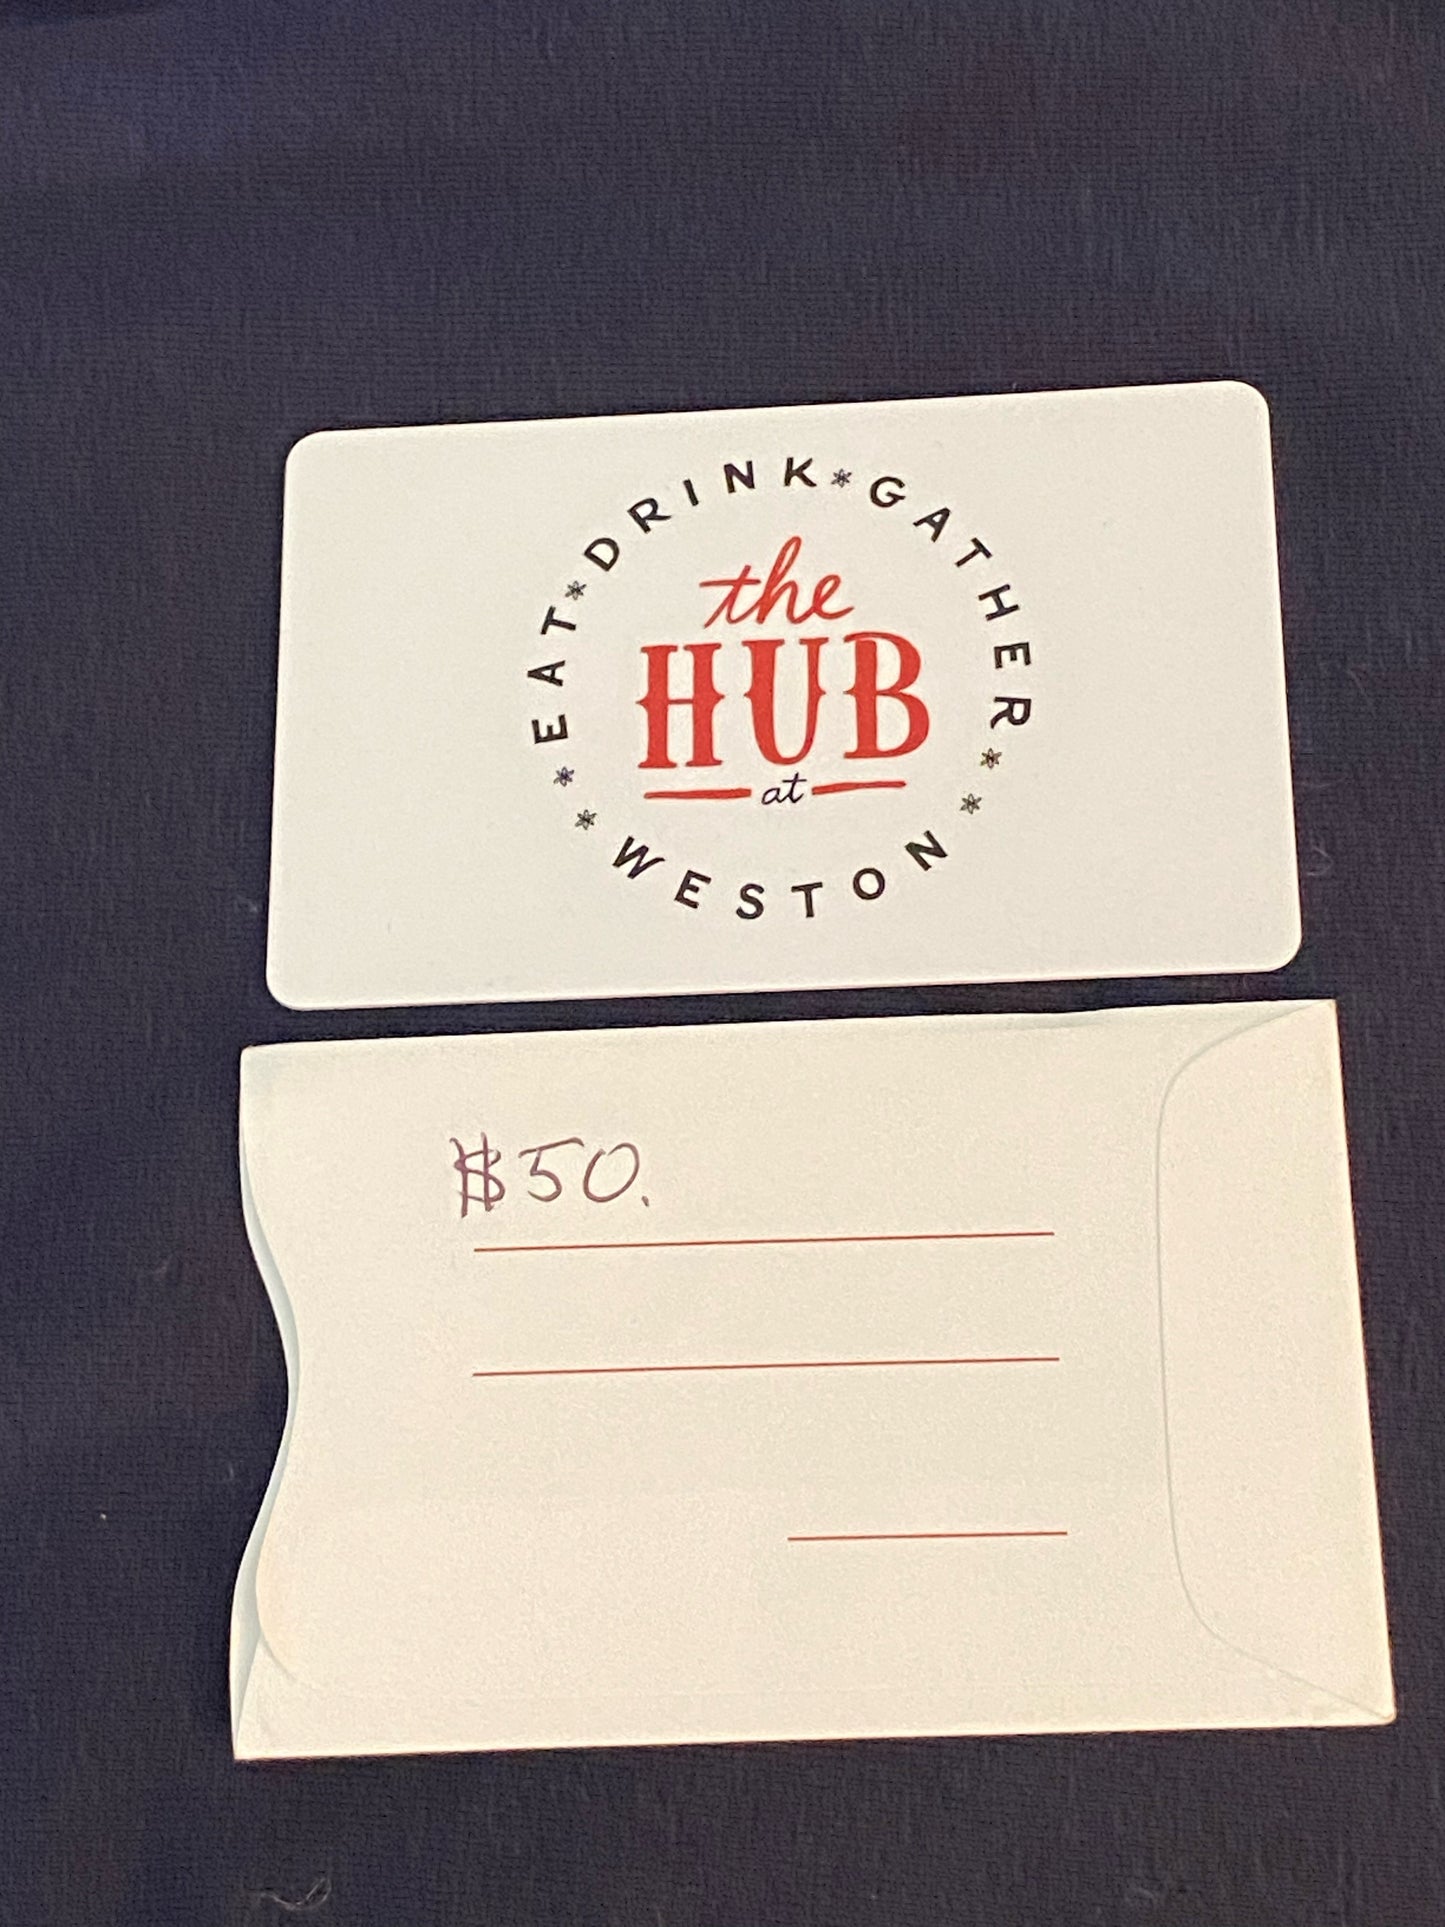 EAT * DRINK * GATHER
the
HUB
at
WESTON
$50.